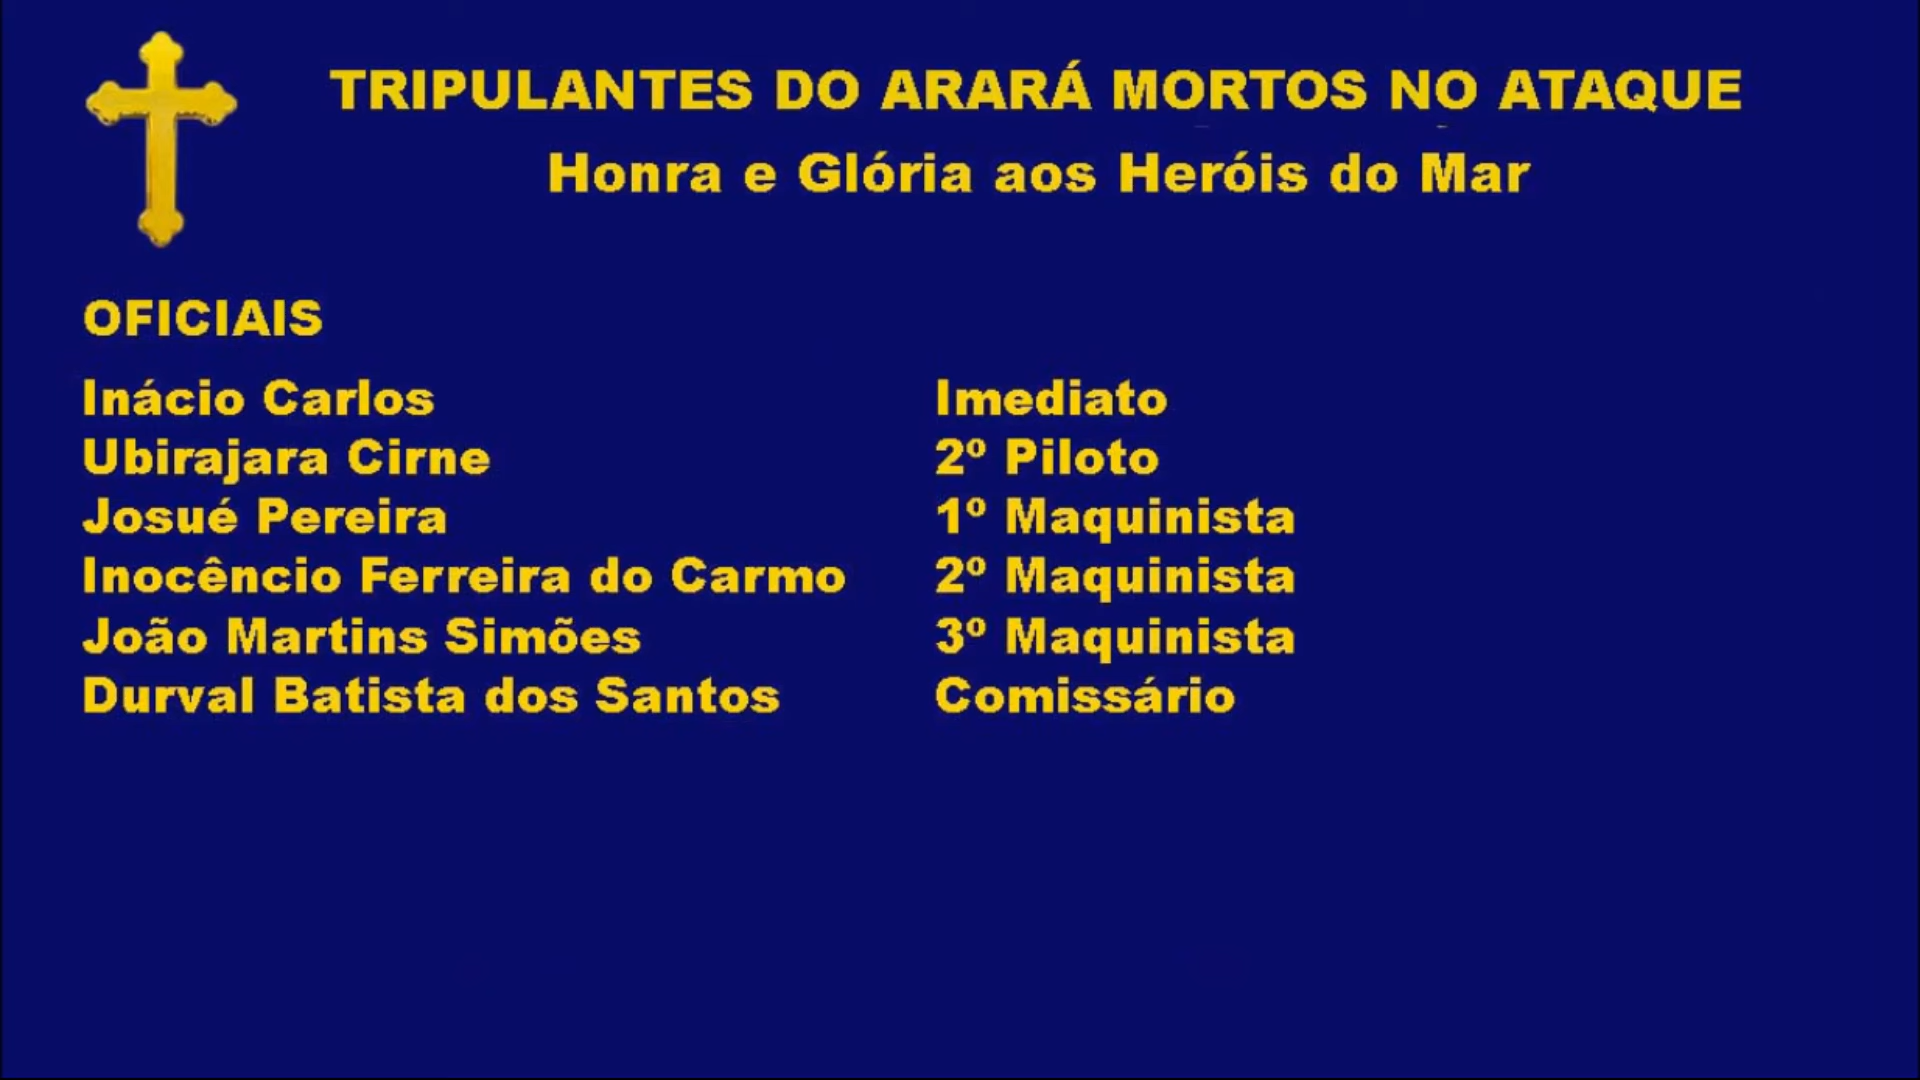 TRIPULANTES DO ARARÁ MORTOS NO ATAQUE
Honra e Glória aos Heróis do Mar
OFICIAIS
Inácio Carlos Imediato
Ubirajara Cirne 2º Piloto
Josué Pereira 1º Maquinista
Inocêncio Ferreira do Carmo 2º Maquinista
João Martins Simões 3º Maquinista
Durval Batista dos Santos Comissário